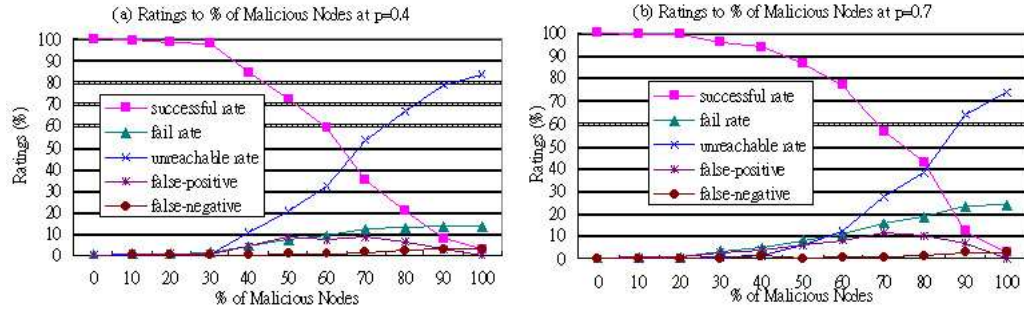 (a) Ratings to % of Malicious Nodes at p=0.4
Ratings (%)
100
90
80
70
60
50
40
30
20
10
0
successful rate
fail rate
unreachable rate
false-positive
false-negative
0 10 20 30 40 50 60 70 80 90 100
% of Malicious Nodes
(b) Ratings to % of Malicious Nodes at p=0.7
Ratings (%)
100
90
80
70
60
50
40
30
20
10
0
successful rate
fail rate
unreachable rate
false-positive
false-negative
0 10 20 30 40 50 60 70 80 90 100
% of Malicious Nodes